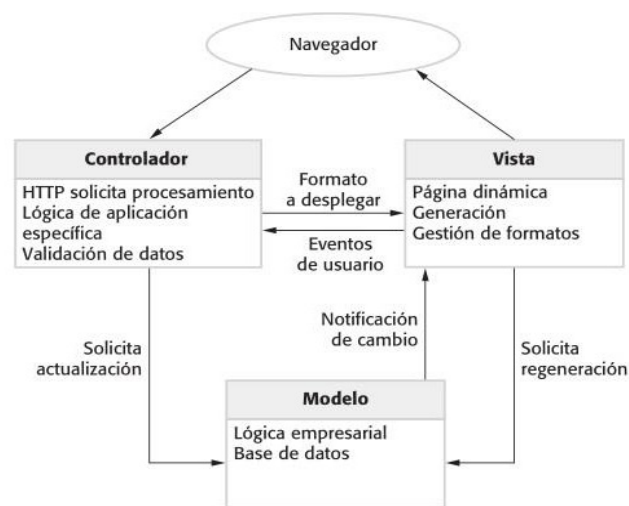 Navegador
Controlador
HTTP solicita procesamiento
Lógica de aplicación
específica
Validación de datos
Formato
a desplegar
Eventos
de usuario
Vista
Página dinámica
Generación
Gestión de formatos
Solicita
actualización
Notificación
de cambio
Solicita
regeneración
Modelo
Lógica empresarial
Base de datos